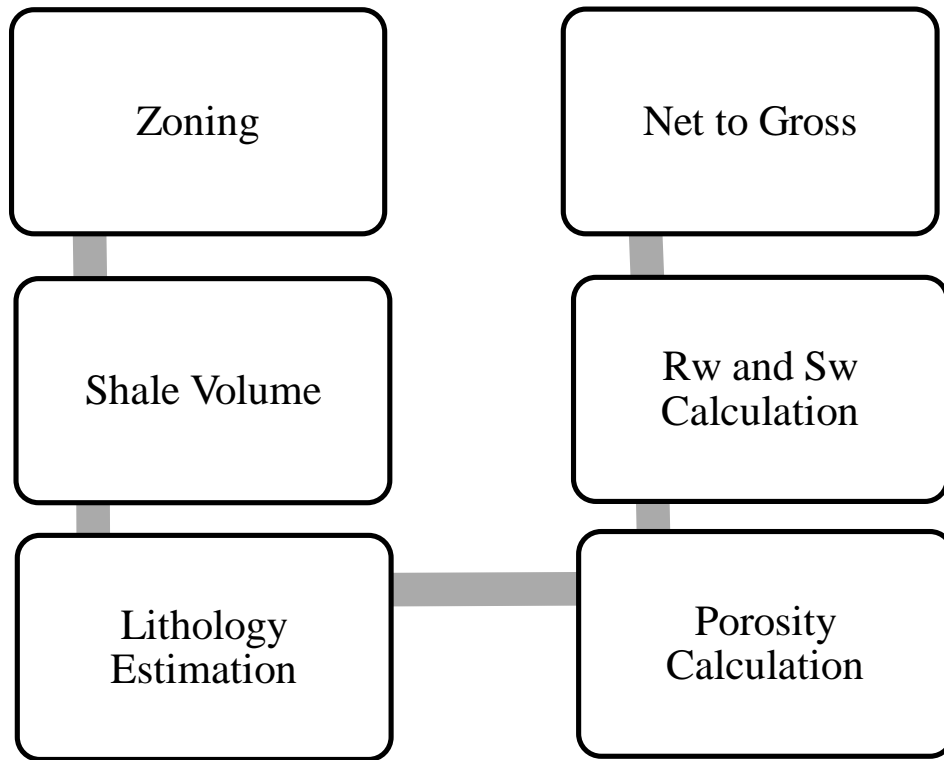 Zoning
Shale Volume
Lithology
Estimation
Porosity
Calculation
Rw and Sw
Calculation
Net to Gross